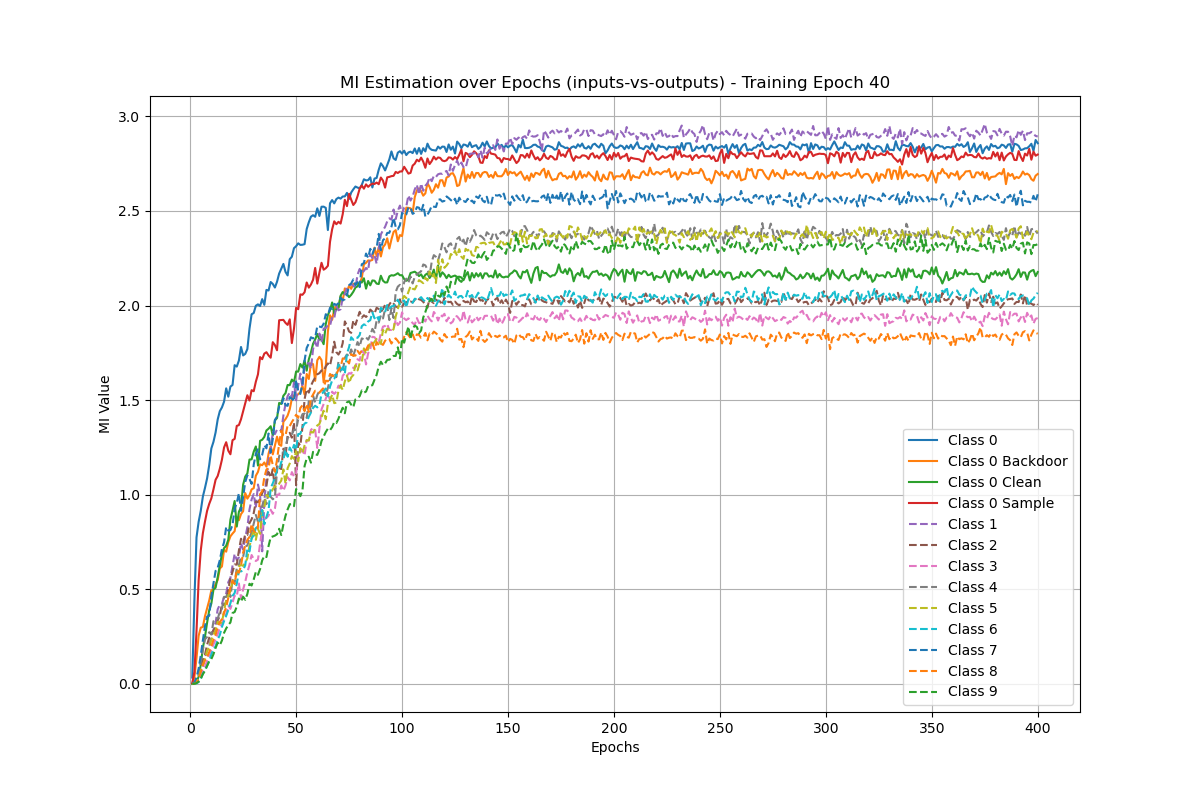 MI Estimation over Epochs (inputs-vs-outputs) - Training Epoch 40
MI Value
3.0
2.5
2.0
1.5
1.0
0.5
0.0
0 50 100 150 200 250 300 350 400
Epochs
Class 0
Class 0 Backdoor
Class 0 Clean
Class 0 Sample
Class 1
Class 2
Class 3
Class 4
Class 5
Class 6
Class 7
Class 8
Class 9